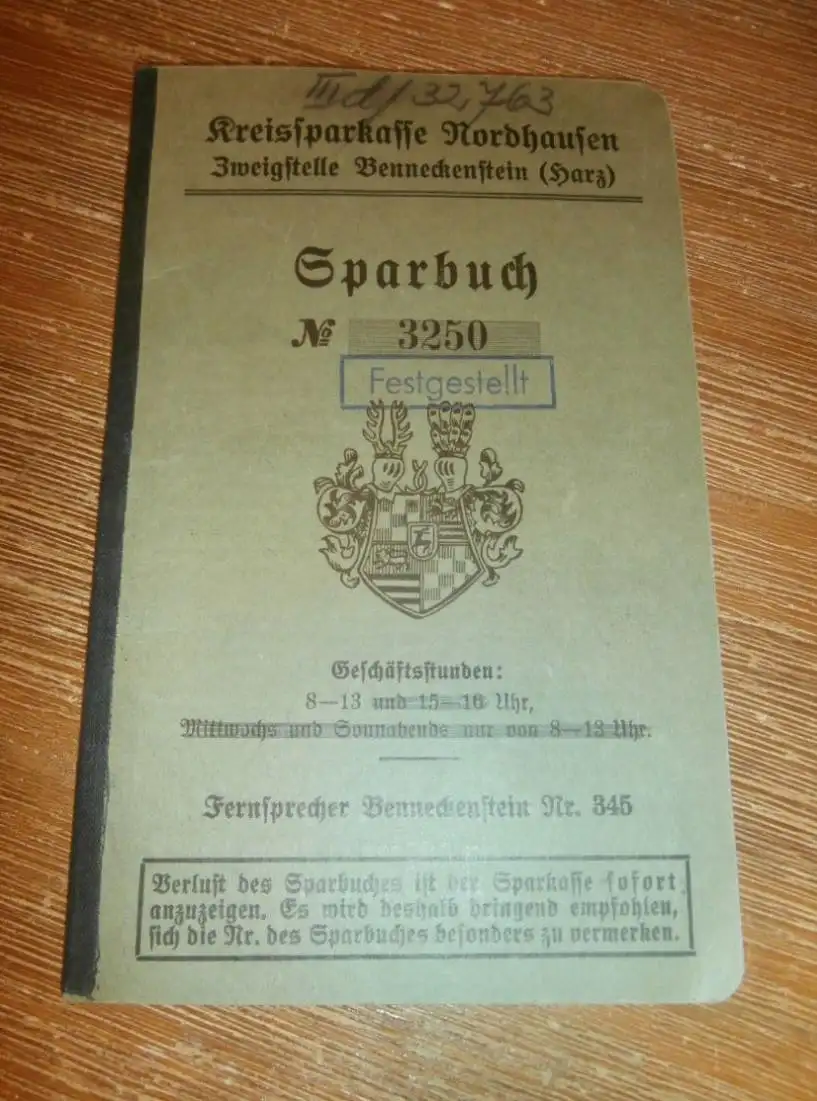 32,763
Kreissparkasse Nordhausen
Zweigstelle Benneckenstein (Harz)
Sparbuch
№ 3250
Festgestellt
Geschäftsstunden:
8—13 und 15—16 Uhr,
Mittwochs und Sonnabends nur von 8—13 Uhr.
Fernsprecher Benneckenstein Nr. 345
Verlust des Sparbuches ist der Sparkasse sofort
anzuzeigen. Es wird deshalb dringend empfohlen,
sich die Nr. des Sparbuches besonders zu vermerken.